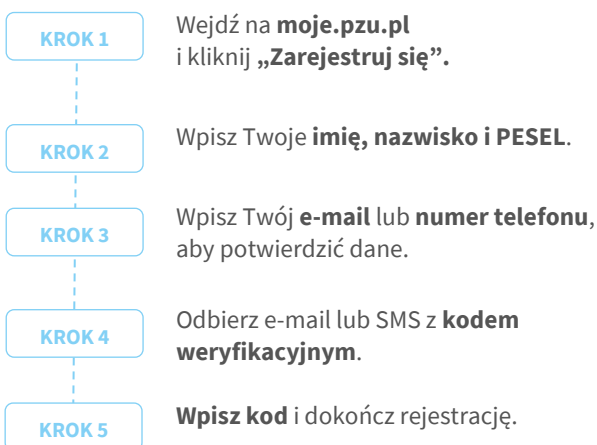 KROK 1
Wejdź na moje.pzu.pl
i kliknij „Zarejestruj się”.
KROK 2
Wpisz Twoje imię, nazwisko i PESEL.
KROK 3
Wpisz Twój e-mail lub numer telefonu,
aby potwierdzić dane.
KROK 4
Odbierz e-mail lub SMS z kodem
weryfikacyjnym.
KROK 5
Wpisz kod i dokończ rejestrację.